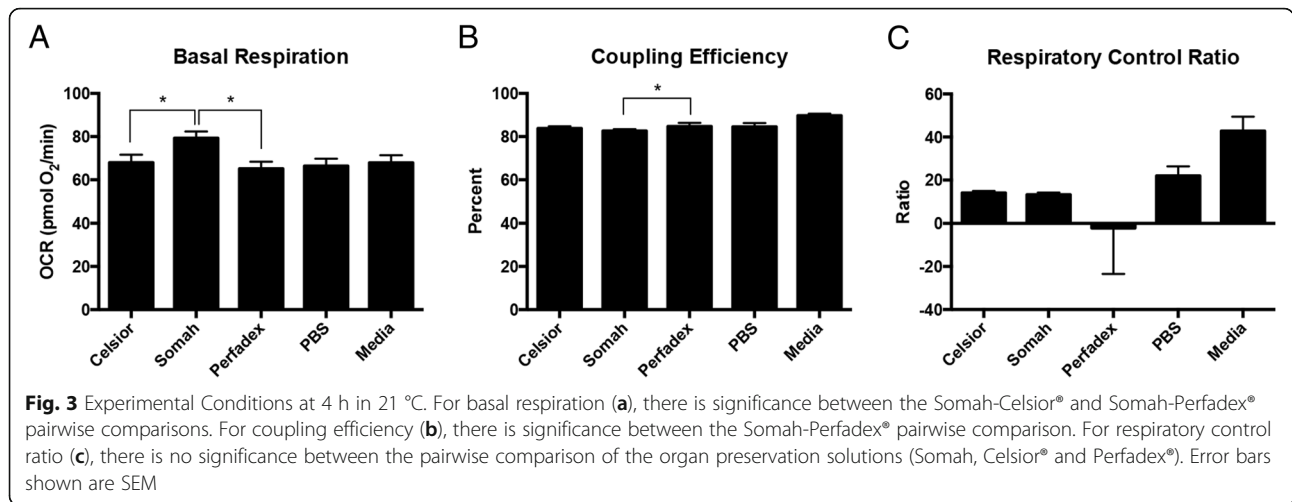 A
Basal Respiration
*
*
OCR (pmol O₂/min)
100
80
60
40
20
0
Celsior
Somah
Perfadex
PBS
Media
B
Coupling Efficiency
*
Percent
100
80
60
40
20
0
Celsior
Somah
Perfadex
PBS
Media
C
Respiratory Control Ratio
Ratio
60
40
20
0
-20
-40
Celsior
Somah
Perfadex
PBS
Media
Fig. 3 Experimental Conditions at 4 h in 21 °C. For basal respiration (a), there is significance between the Somah-Celsior® and Somah-Perfadex®
pairwise comparisons. For coupling efficiency (b), there is significance between the Somah-Perfadex® pairwise comparison. For respiratory control
ratio (c), there is no significance between the pairwise comparison of the organ preservation solutions (Somah, Celsior® and Perfadex®). Error bars
shown are SEM